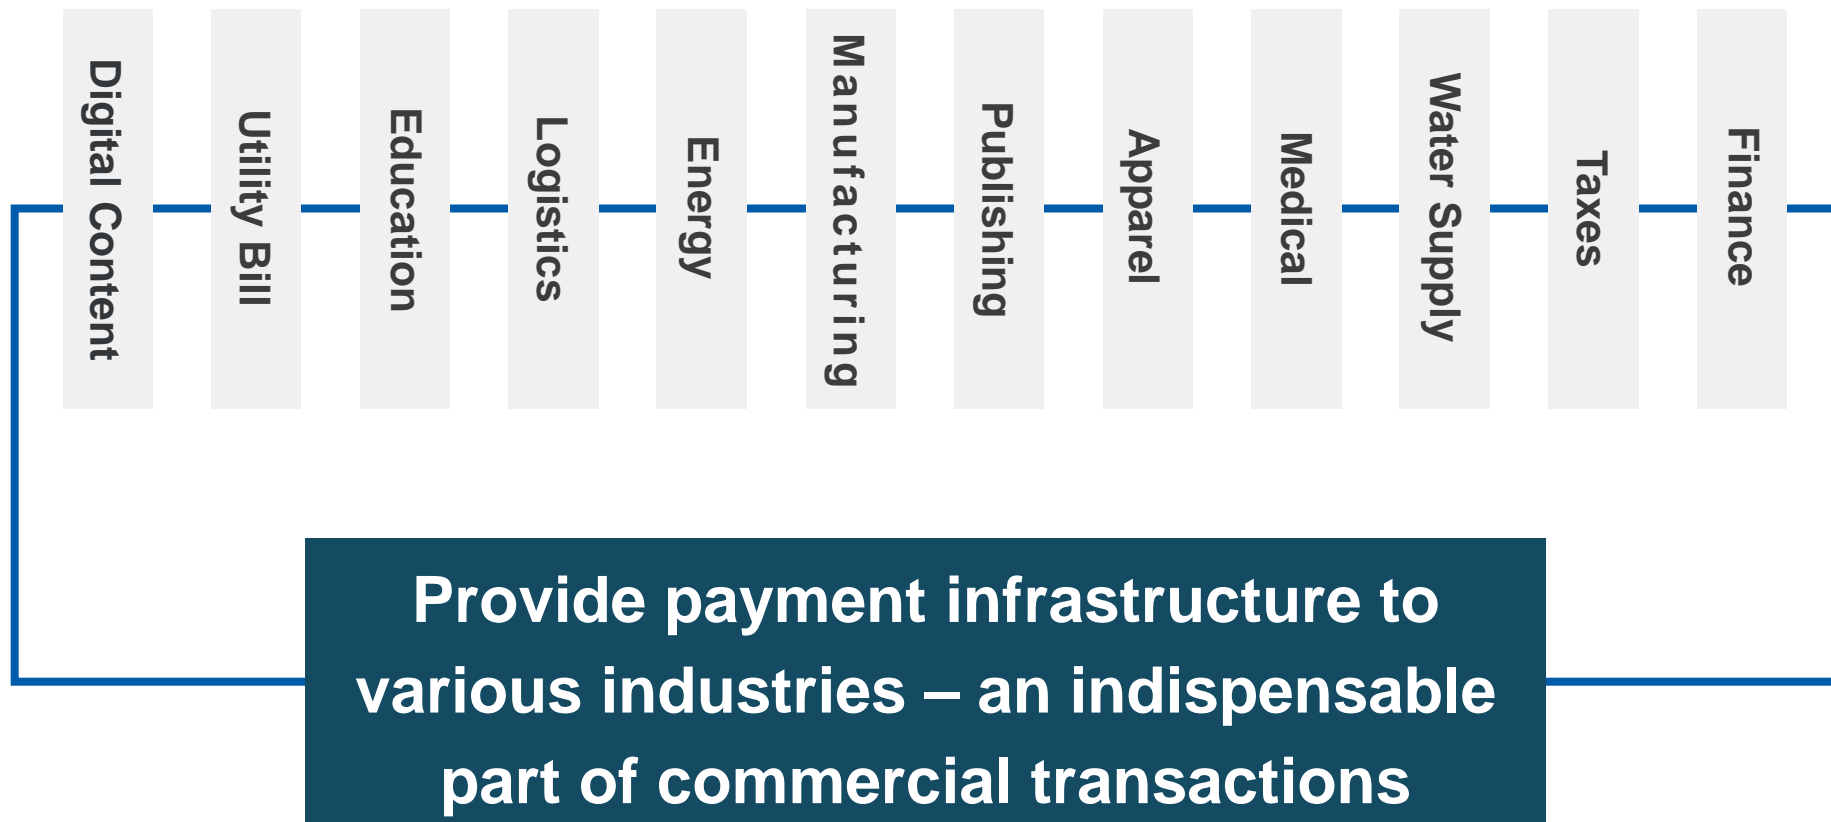 Digital Content
Utility Bill
Education
Logistics
Energy
Manufacturing
Publishing
Apparel
Medical
Water Supply
Taxes
Finance
Provide payment infrastructure to
various industries – an indispensable
part of commercial transactions